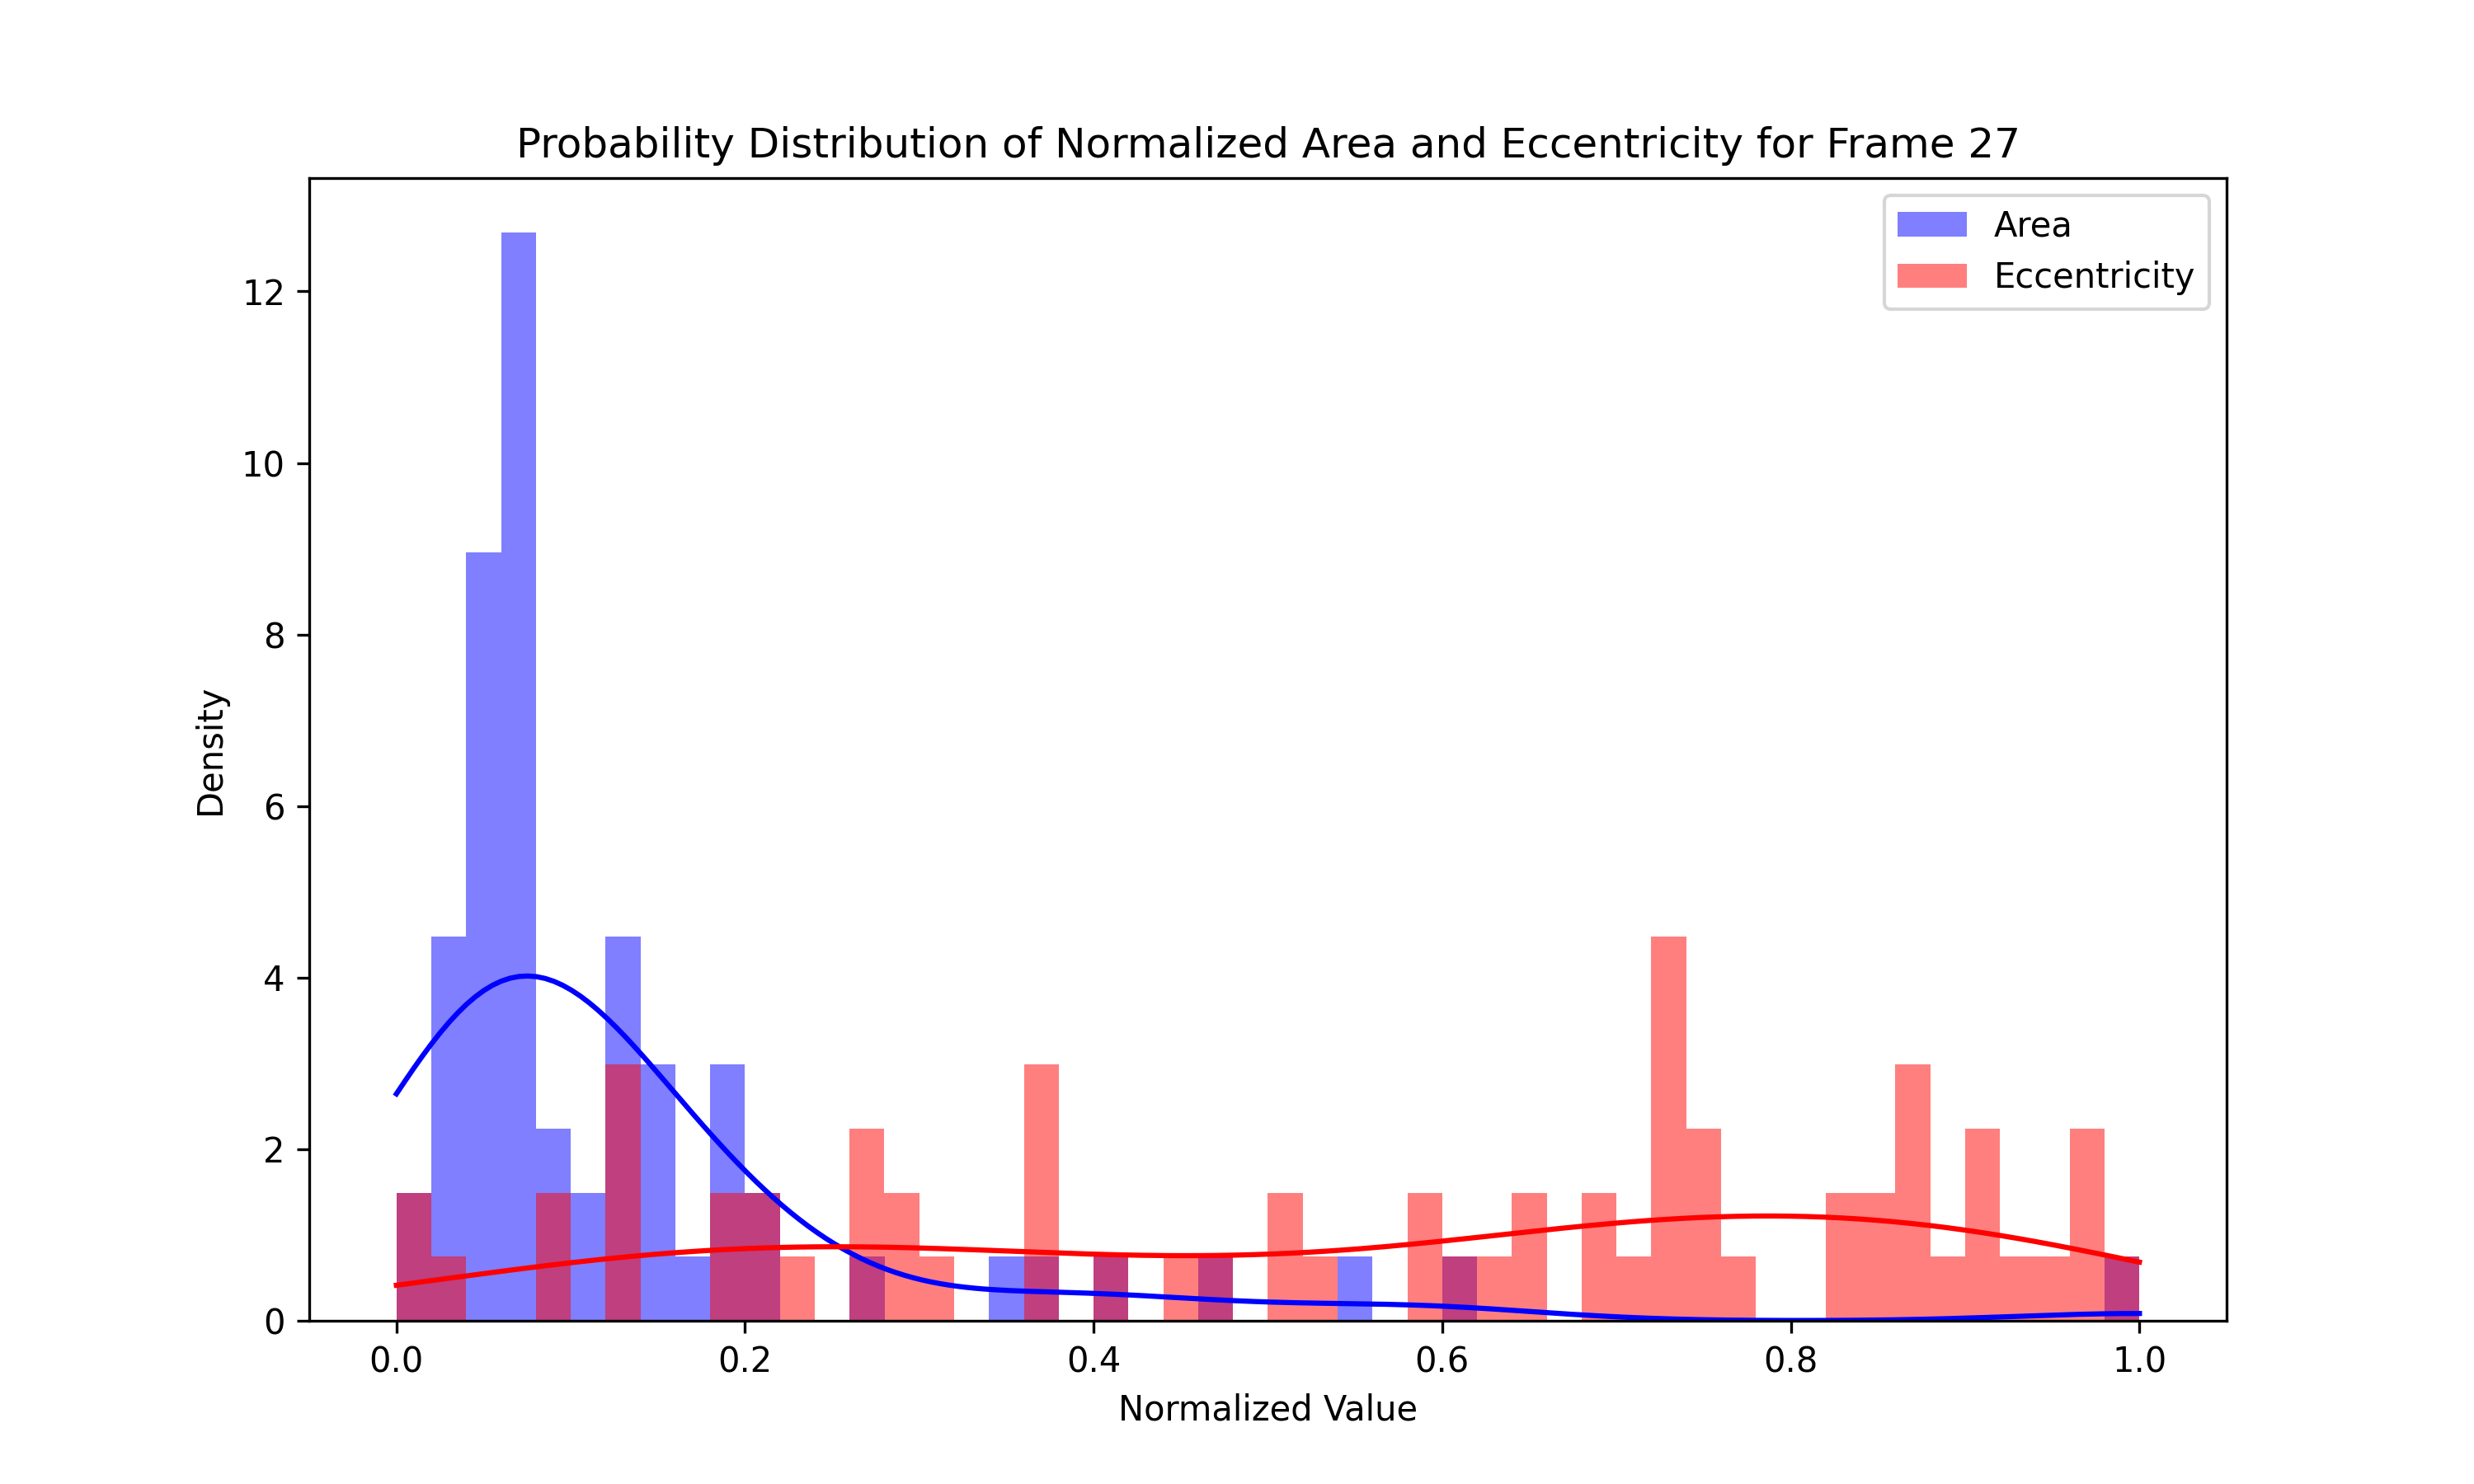 Probability Distribution of Normalized Area and Eccentricity for Frame 27
Area
Eccentricity
12
10
8
6
4
2
0
Density
0.0 0.2 0.4 0.6 0.8 1.0
Normalized Value